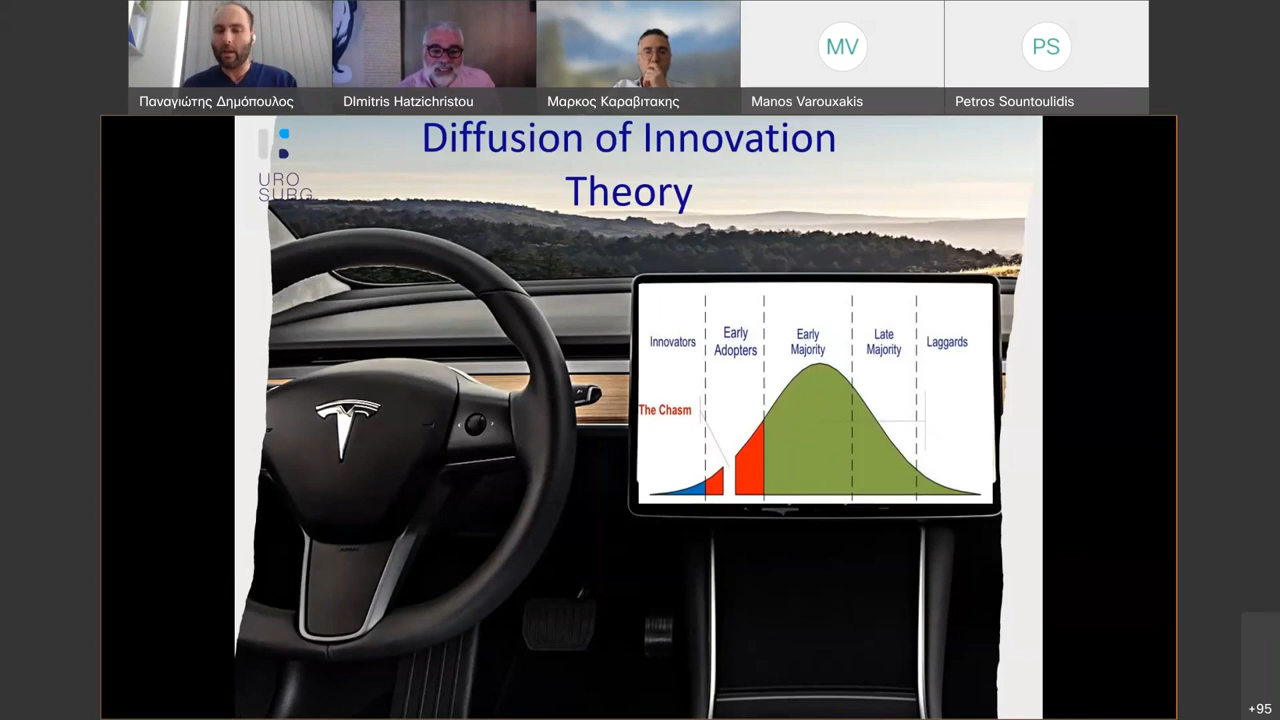 Παναγιώτης Δημόπουλος
DImitris Hatzichristou
Μαρκος Καραβιτακης
MV
Manos Varouxakis
PS
Petros Sountoulidis
Diffusion of Innovation
Theory
URO
SURG
Innovators
Early
Adopters
Early
Majority
Late
Majority
Laggards
The Chasm
+95